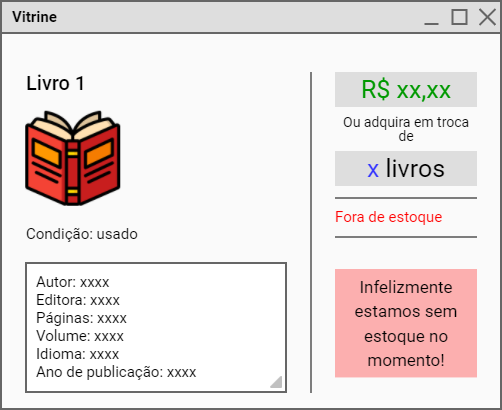 Vitrine
Livro 1
Condição: usado
Autor: xxxx
Editora: xxxx
Páginas: xxxx
Volume: xxxx
Idioma: xxxx
Ano de publicação: xxxx
R$ xx,xx
Ou adquira em troca
de
x livros
Fora de estoque
Infelizmente
estamos sem
estoque no
momento!